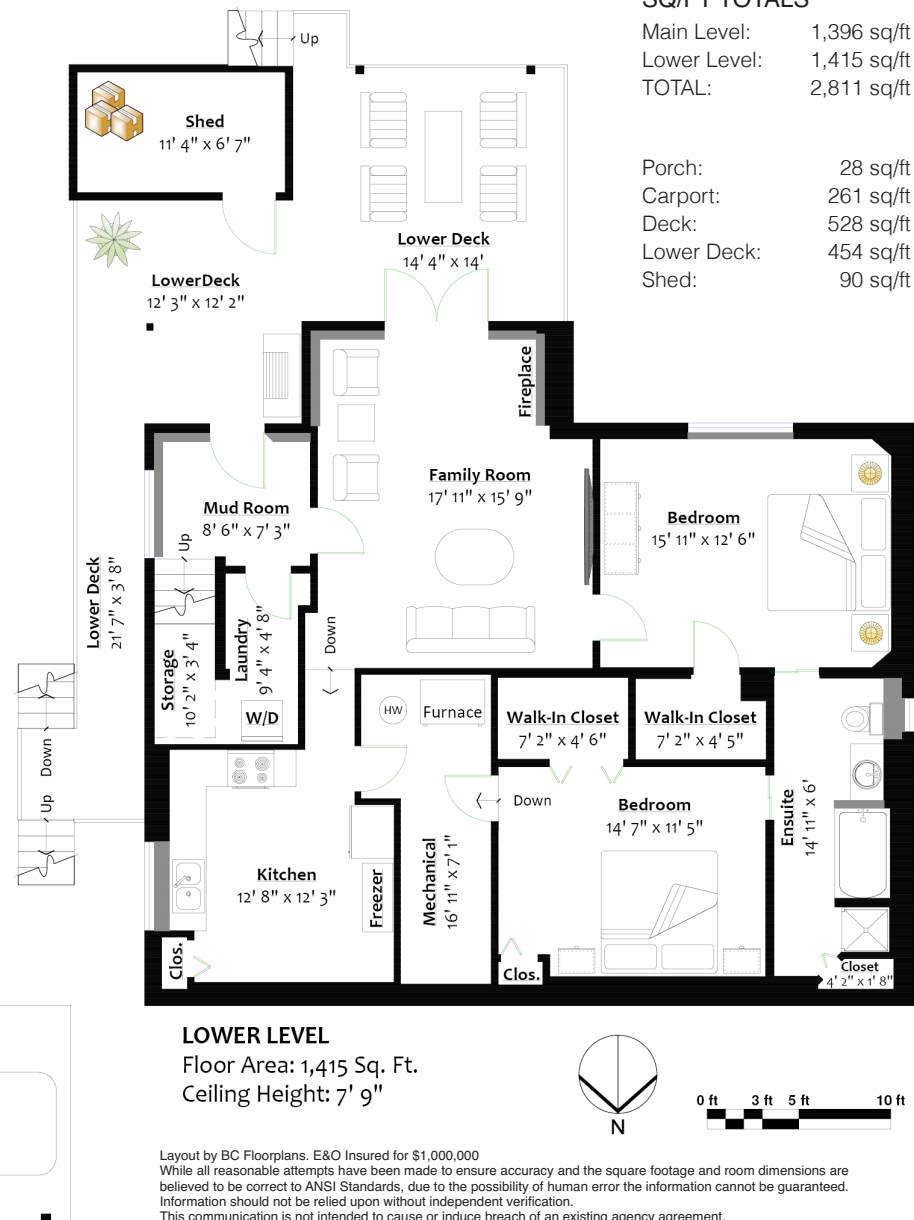 SQ/FT TOTALS
Main Level: 1,396 sq/ft
Lower Level: 1,415 sq/ft
TOTAL: 2,811 sq/ft
Porch: 28 sq/ft
Carport: 261 sq/ft
Deck: 528 sq/ft
Lower Deck: 454 sq/ft
Shed: 90 sq/ft
Up
Shed
11' 4" x 6' 7"
Lower Deck
14' 4" x 14'
LowerDeck
12' 3" x 12' 2"
Fireplace
Family Room
17' 11" x 15' 9"
Mud Room
8' 6" x 7' 3"
Bedroom
15' 11" x 12' 6"
Up
Lower Deck
21' 7" x 3' 8"
Storage
10' 2" x 3' 4"
Laundry
9' 4" x 4' 8"
W/D
Down
HW
Furnace
Walk-In Closet
7' 2" x 4' 6"
Walk-In Closet
7' 2" x 4' 5"
Down
Up
Down
Bedroom
14' 7" x 11' 5"
Ensuite
14' 11" x 6'
Kitchen
12' 8" x 12' 3"
Freezer
Mechanical
16' 11" x 7' 1"
Clos.
Clos.
Closet
4' 2" x 1' 8"
LOWER LEVEL
Floor Area: 1,415 Sq. Ft.
Ceiling Height: 7' 9"
N
0 ft 3 ft 5 ft 10 ft
Layout by BC Floorplans. E&O Insured for $1,000,000
While all reasonable attempts have been made to ensure accuracy and the square footage and room dimensions are
believed to be correct to ANSI Standards, due to the possibility of human error the information cannot be guaranteed.
Information should not be relied upon without independent verification.
This communication is not intended to cause or induce breach of an existing agency agreement.